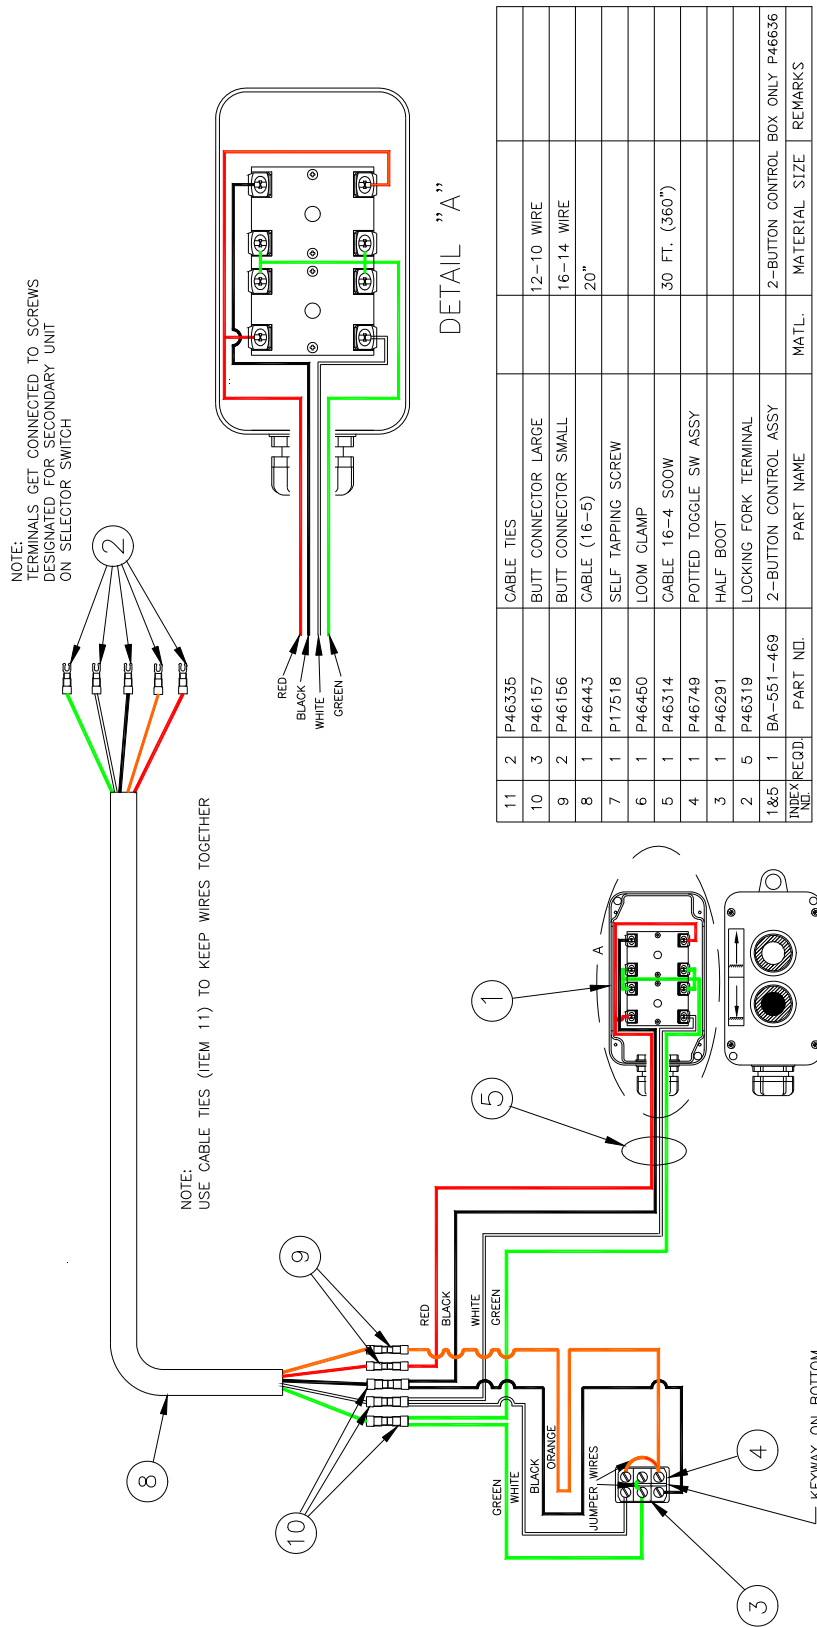 NOTE:
TERMINALS GET CONNECTED TO SCREWS
DESIGNATED FOR SECONDARY UNIT
ON SELECTOR SWITCH
2
RED
BLACK
WHITE
GREEN
DETAIL "A"
NOTE:
USE CABLE TIES (ITEM 11) TO KEEP WIRES TOGETHER
8
9
10
RED
BLACK
WHITE
GREEN
5
1
A
GREEN
WHITE
BLACK
ORANGE
JUMPER WIRES
3
4
KEYWAY ON BOTTOM
11 2 P46335 CABLE TIES
10 3 P46157 BUTT CONNECTOR LARGE 12-10 WIRE
9 2 P46156 BUTT CONNECTOR SMALL 16-14 WIRE
8 1 P46443 CABLE (16-5) 20"
7 1 P17518 SELF TAPPING SCREW
6 1 P46450 LOOM CLAMP
5 1 P46314 CABLE 16-4 SOOW 30 FT. (360")
4 1 P46749 POTTED TOGGLE SW ASSY
3 1 P46291 HALF BOOT
2 5 P46319 LOCKING FORK TERMINAL
1&5 1 BA-551-469 2-BUTTON CONTROL ASSY 2-BUTTON CONTROL BOX ONLY P46636
INDEX NO. REQD. PART NO. PART NAME MATL. MATERIAL SIZE REMARKS